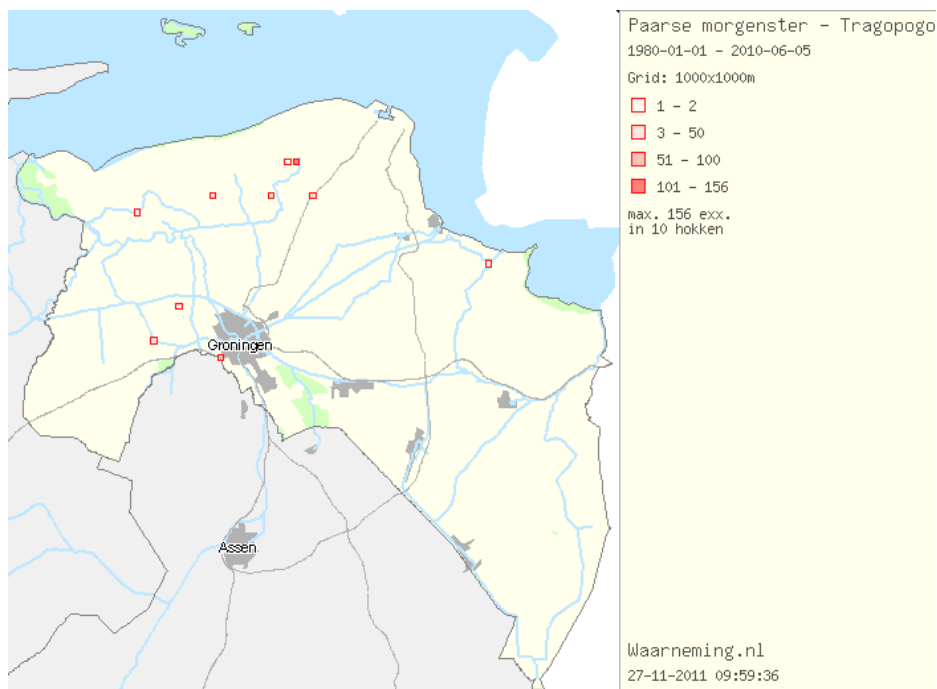 Paarse morgenster - Tragopogo
1980-01-01 - 2010-06-05
Grid: 1000x1000m
1 - 2
3 - 50
51 - 100
101 - 156
max. 156 exx.
in 10 hokken
Groningen
Assen
Waarneming.nl
27-11-2011 09:59:36